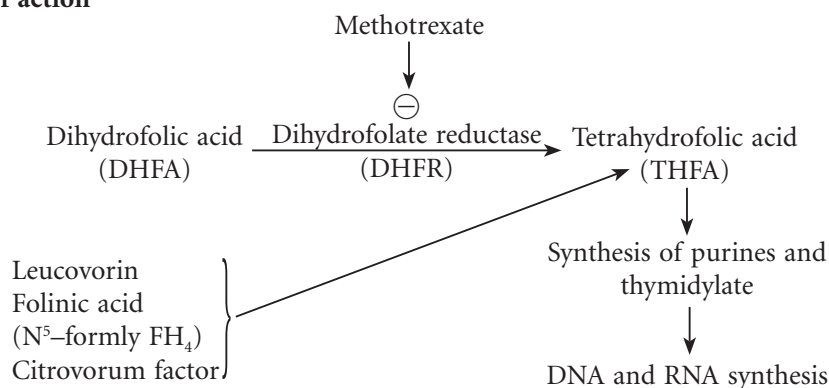 Methotrexate
Dihydrofolic acid
(DHFA)
Dihydrofolate reductase
(DHFR)
Tetrahydrofolic acid
(THFA)
Synthesis of purines and
thymidylate
DNA and RNA synthesis
Leucovorin
Folinic acid
(N⁵–formly FH₄)
Citrovorum factor